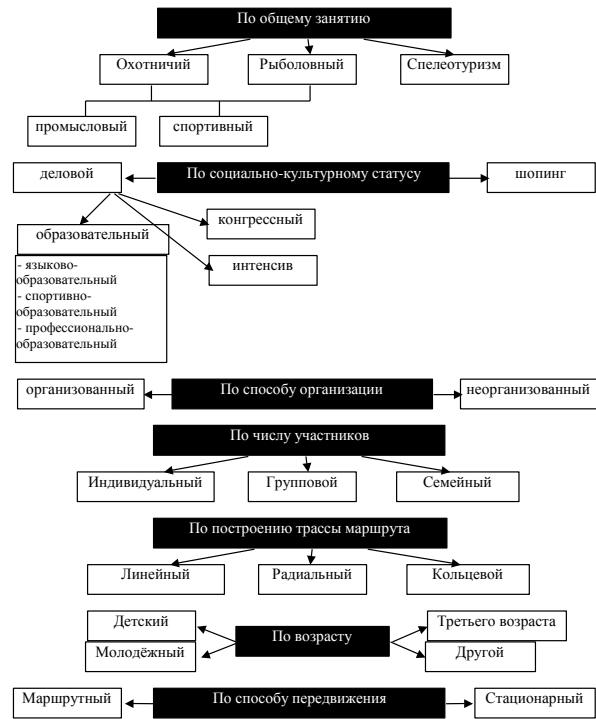 По общему занятию
Охотничий
Рыболовный
Спелеотуризм
промысловый
спортивный
деловой
По социально-культурному статусу
шопинг
образовательный
конгрессный
интенсив
- языково-
образовательный
- спортивно-
образовательный
- профессионально-
образовательный
организованный
По способу организации
неорганизованный
По числу участников
Индивидуальный
Групповой
Семейный
По построению трассы маршрута
Линейный
Радиальный
Кольцевой
Детский
Молодёжный
По возрасту
Третьего возраста
Другой
Маршрутный
По способу передвижения
Стационарный